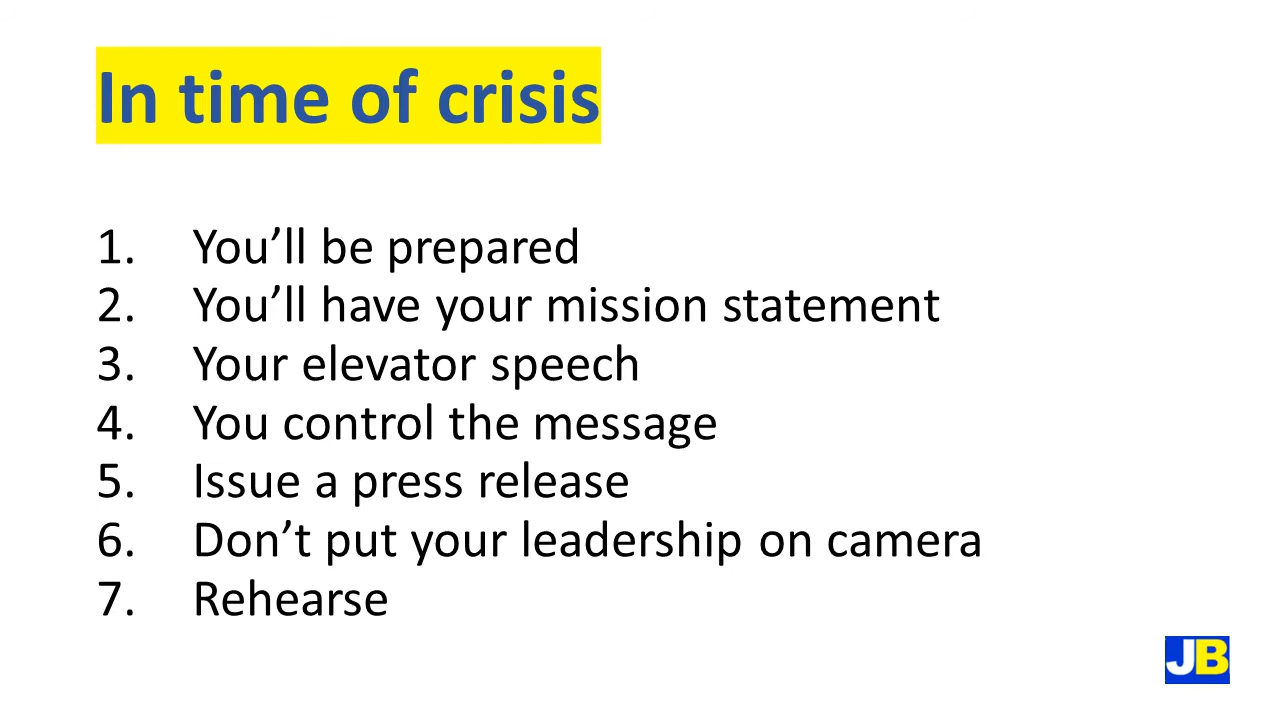 In time of crisis
1. You’ll be prepared
2. You’ll have your mission statement
3. Your elevator speech
4. You control the message
5. Issue a press release
6. Don’t put your leadership on camera
7. Rehearse
JB